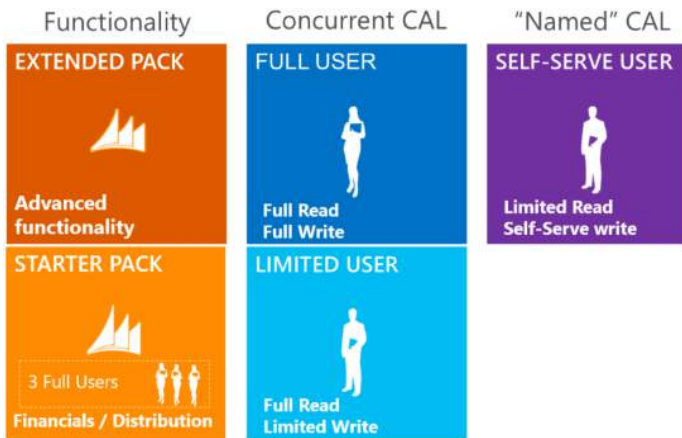 Functionality
Concurrent CAL
“Named” CAL
EXTENDED PACK
Advanced
functionality
FULL USER
Full Read
Full Write
SELF-SERVE USER
Limited Read
Self-Serve write
STARTER PACK
3 Full Users
Financials / Distribution
LIMITED USER
Full Read
Limited Write